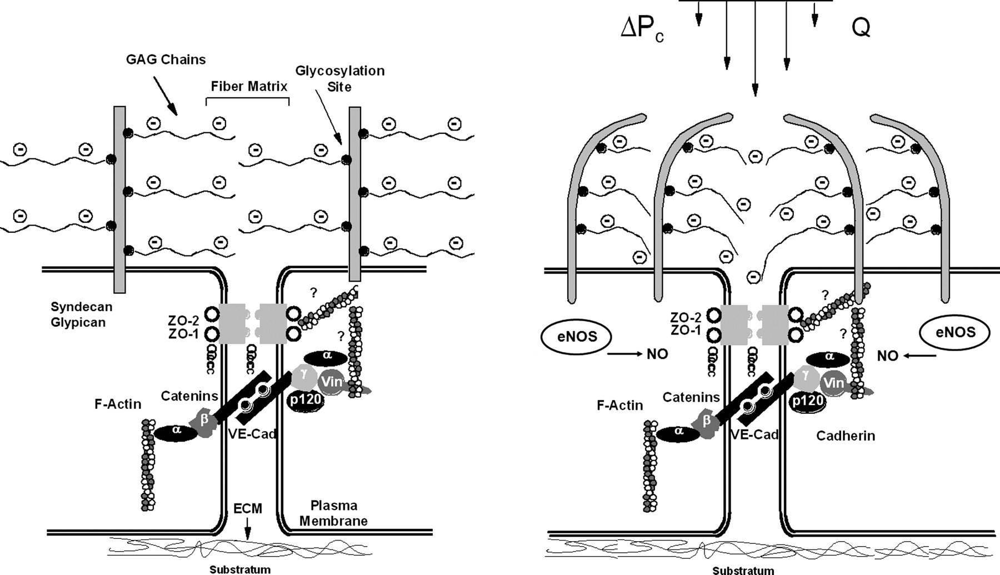 GAG Chains
Fiber Matrix
Glycosylation
Site
Syndecan
Glypican
?
ZO-2
ZO-1
?
α
γ
Vin
p120
Catenins
F-Actin
β
α
VE-Cad
ECM
Plasma
Membrane
Substratum
ΔPc
Q
?
ZO-2
ZO-1
?
eNOS
NO
eNOS
NO
α
γ
Vin
p120
Catenins
F-Actin
β
α
VE-Cad
Cadherin
Substratum